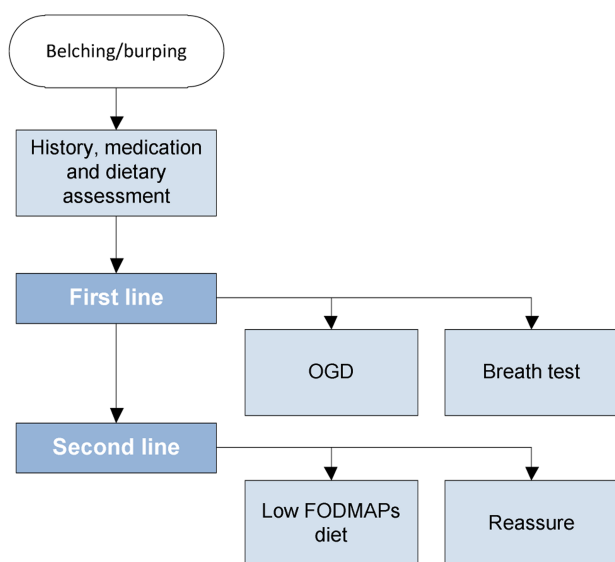 Belching/burping
History, medication
and dietary
assessment
First line
OGD
Breath test
Second line
Low FODMAPs
diet
Reassure